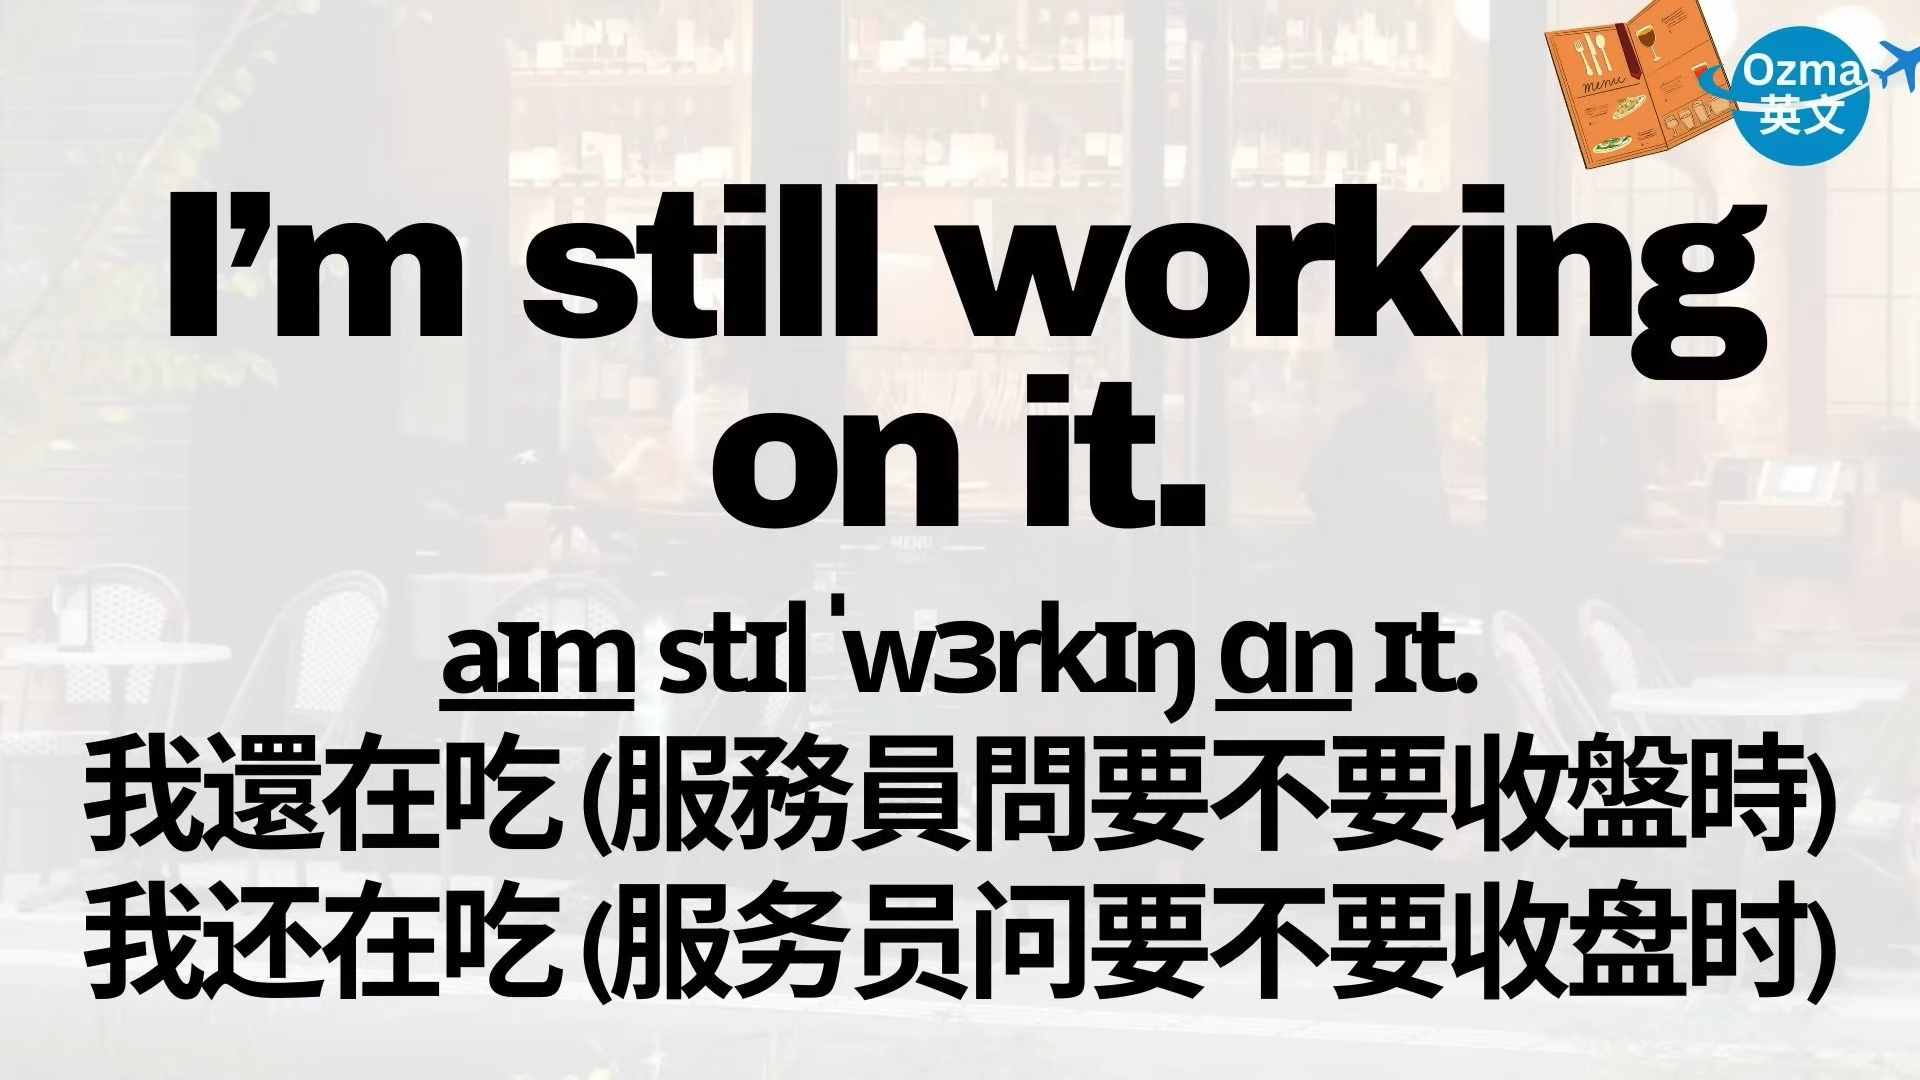 menu
Ozma
英文
I’m still working
on it.
aɪm stɪl ˈwɜrkɪŋ ɑn ɪt.
我還在吃 (服務員問要不要收盤時)
我还在吃 (服务员问要不要收盘时)
MENU